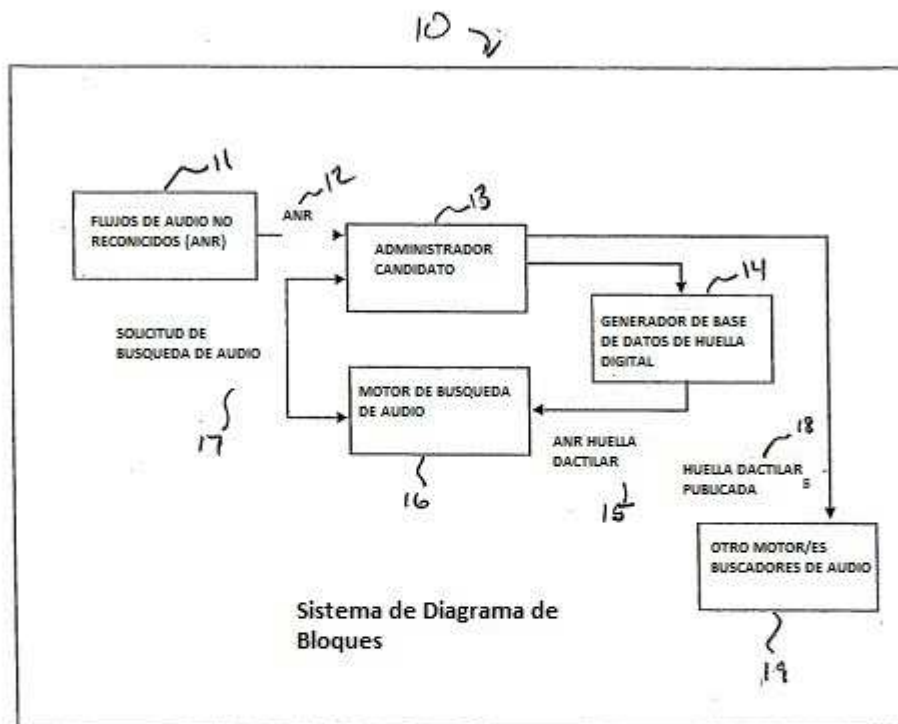 10
11
FLUJOS DE AUDIO NO
RECONICIDOS (ANR)
12
ANR
13
ADMINISTRADOR
CANDIDATO
14
GENERADOR DE BASE
DE DATOS DE HUELLA
DIGITAL
SOLICITUD DE
BUSQUEDA DE AUDIO
17
MOTOR DE BUSQUEDA
DE AUDIO
16
ANR HUELLA
DACTILAR
15
18
HUELLA DACTILAR
PUBLICADA
s
OTRO MOTOR/ES
BUSCADORES DE AUDIO
19
Sistema de Diagrama de
Bloques